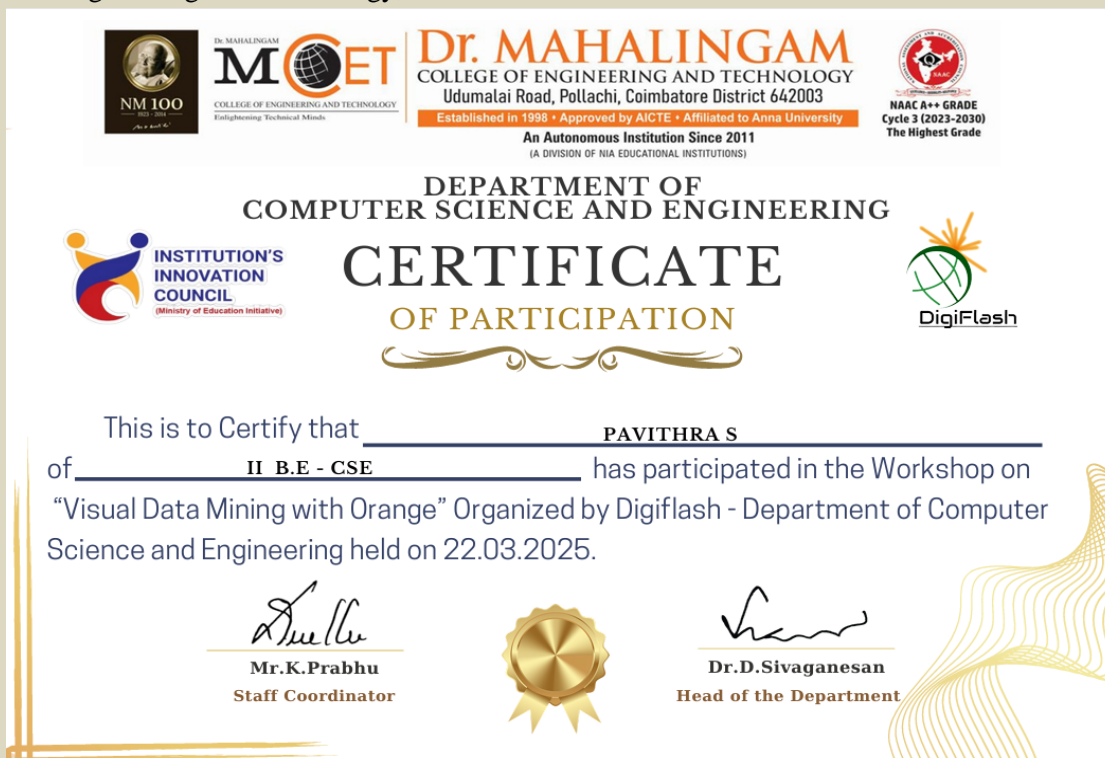 NM 100
1923 - 2014
Dr. MAHALINGAM
MCET
COLLEGE OF ENGINEERING AND TECHNOLOGY
Enlightening Technical Minds
Dr. MAHALINGAM
COLLEGE OF ENGINEERING AND TECHNOLOGY
Udumalai Road, Pollachi, Coimbatore District 642003
Established in 1998 • Approved by AICTE • Affiliated to Anna University
An Autonomous Institution Since 2011
(A DIVISION OF NIA EDUCATIONAL INSTITUTIONS)
NAAC
NAAC A++ GRADE
Cycle 3 (2023-2030)
The Highest Grade
DEPARTMENT OF
COMPUTER SCIENCE AND ENGINEERING
INSTITUTION'S
INNOVATION
COUNCIL
(Ministry of Education Initiative)
CERTIFICATE
OF PARTICIPATION
DigiFlash
This is to Certify that PAVITHRA S
of II B.E - CSE has participated in the Workshop on
“Visual Data Mining with Orange” Organized by Digiflash - Department of Computer
Science and Engineering held on 22.03.2025.
Mr.K.Prabhu
Staff Coordinator
Dr.D.Sivaganesan
Head of the Department